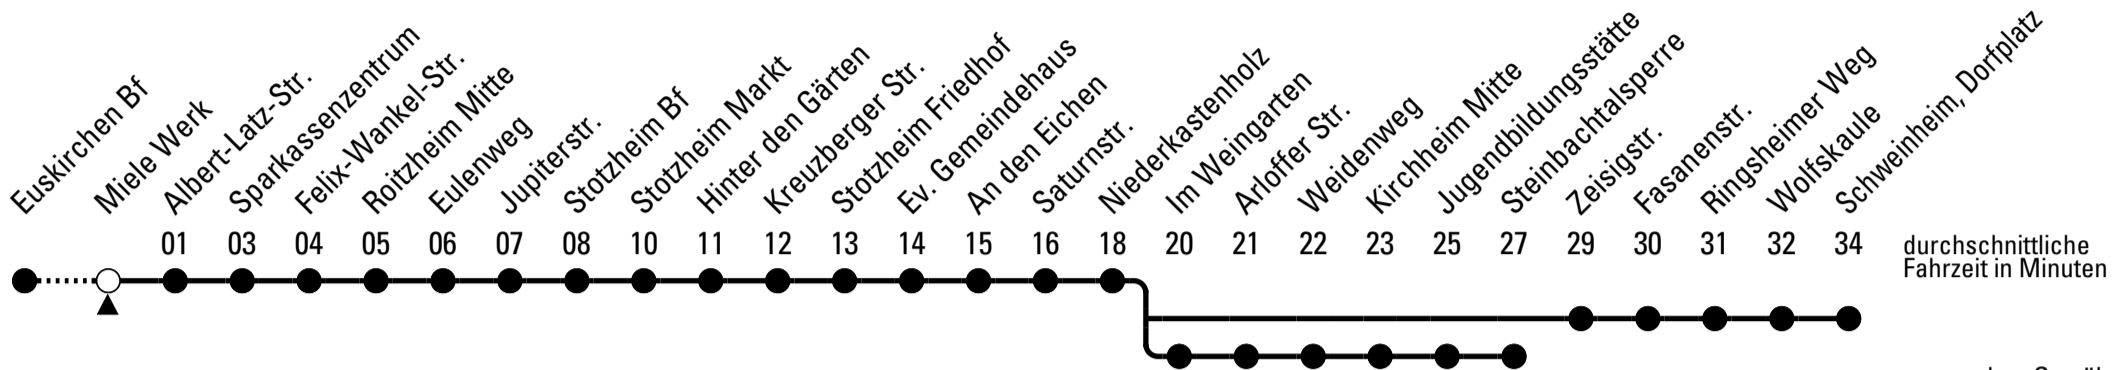 Euskirchen Bf
Miele Werk
Albert-Latz-Str.
Sparkassenzentrum
Felix-Wankel-Str.
Roitzheim Mitte
Eulenweg
Jupiterstr.
Stotzheim Bf
Stotzheim Markt
Hinter den Gärten
Kreuzberger Str.
Stotzheim Friedhof
Ev. Gemeindehaus
An den Eichen
Saturnstr.
Niederkastenholz
Im Weingarten
Arloffer Str.
Weidenweg
Kirchheim Mitte
Jugendbildungsstätte
Steinbachtalsperre
Zeisigstr.
Fasanenstr.
Ringsheimer Weg
Wolfskaule
Schweinheim, Dorfplatz
01 03 04 05 06 07 08 10 11 12 13 14 15 16 18 20 21 22 23 25 27 29 30 31 32 34
durchschnittliche
Fahrzeit in Minuten